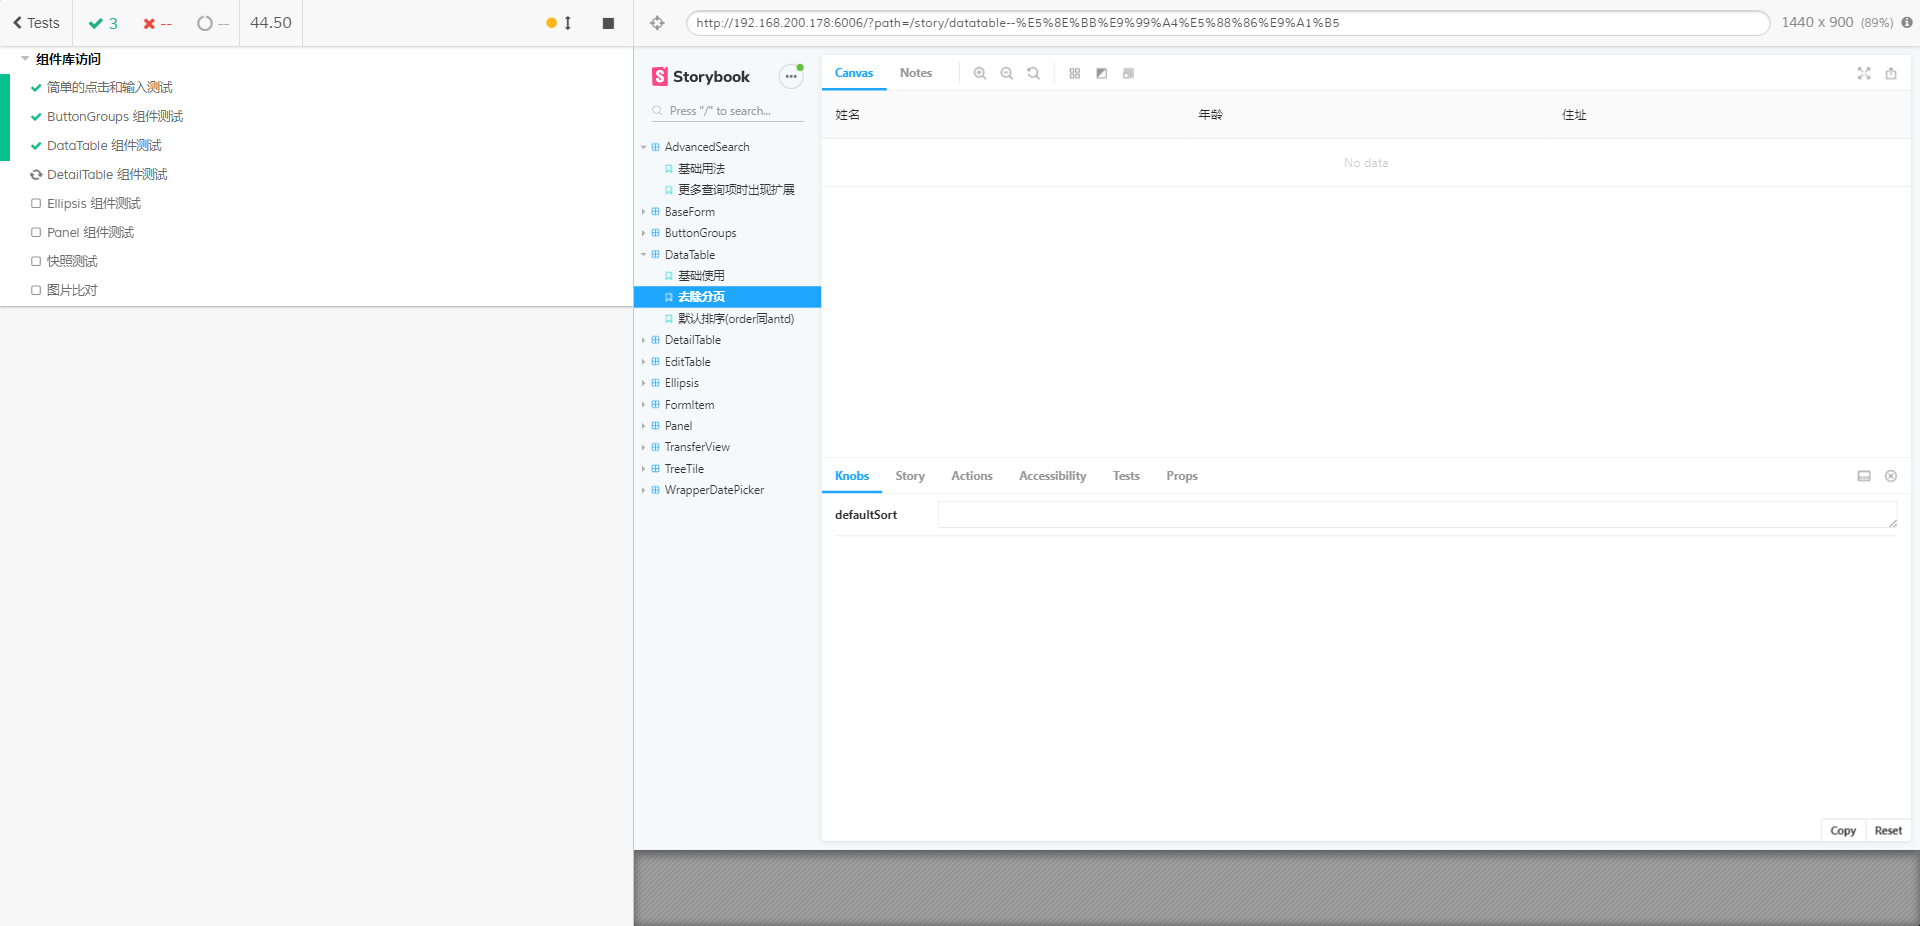 Tests
3
--
--
44.50
http://192.168.200.178:6006/?path=/story/datatable--%E5%8E%BB%E9%99%A4%E5%88%86%E9%A1%B5
1440 x 900 (89%)
组件库访问
简单的点击和输入测试
ButtonGroups 组件测试
DataTable 组件测试
DetailTable 组件测试
Ellipsis 组件测试
Panel 组件测试
快照测试
图片比对
Storybook
Press "/" to search...
AdvancedSearch
基础用法
更多查询项时出现扩展
BaseForm
ButtonGroups
DataTable
基础使用
去除分页
默认排序(order同antd)
DetailTable
EditTable
Ellipsis
FormItem
Panel
TransferView
TreeTile
WrapperDatePicker
Canvas
Notes
姓名
年龄
住址
No data
Knobs
Story
Actions
Accessibility
Tests
Props
defaultSort
Copy
Reset